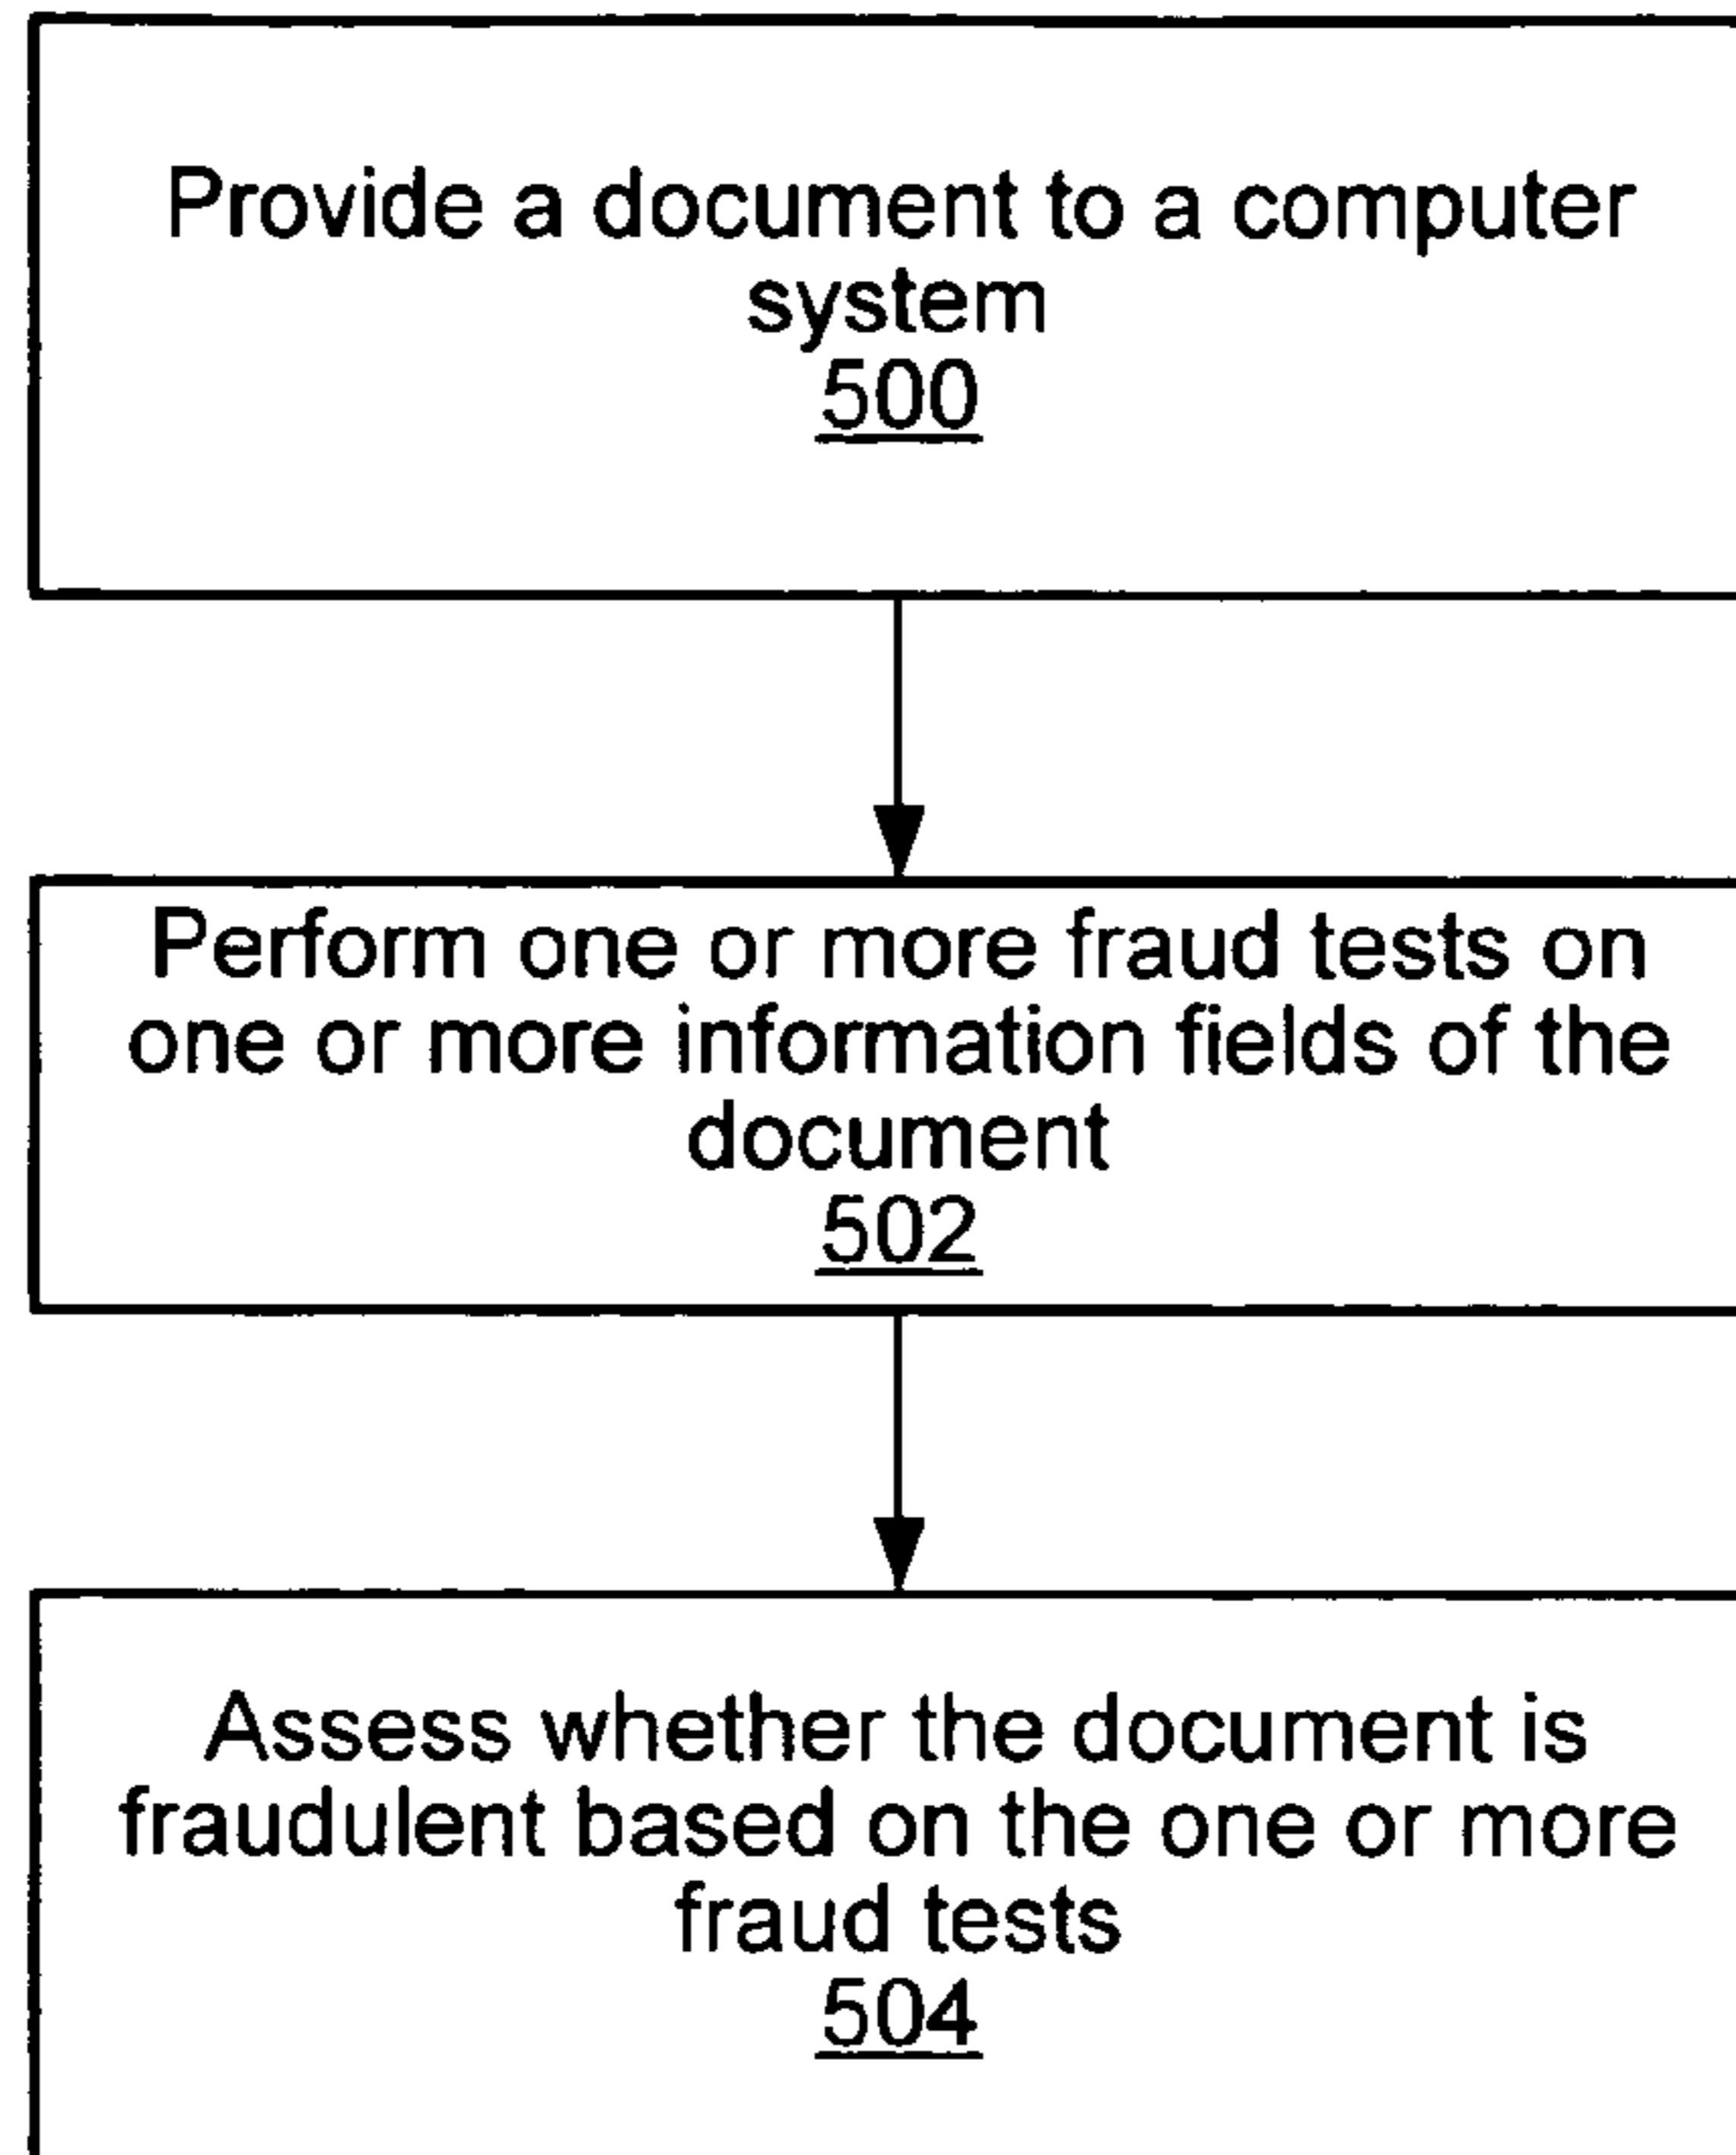 Provide a document to a computer
system
500
Perform one or more fraud tests on
one or more information fields of the
document
502
Assess whether the document is
fraudulent based on the one or more
fraud tests
504